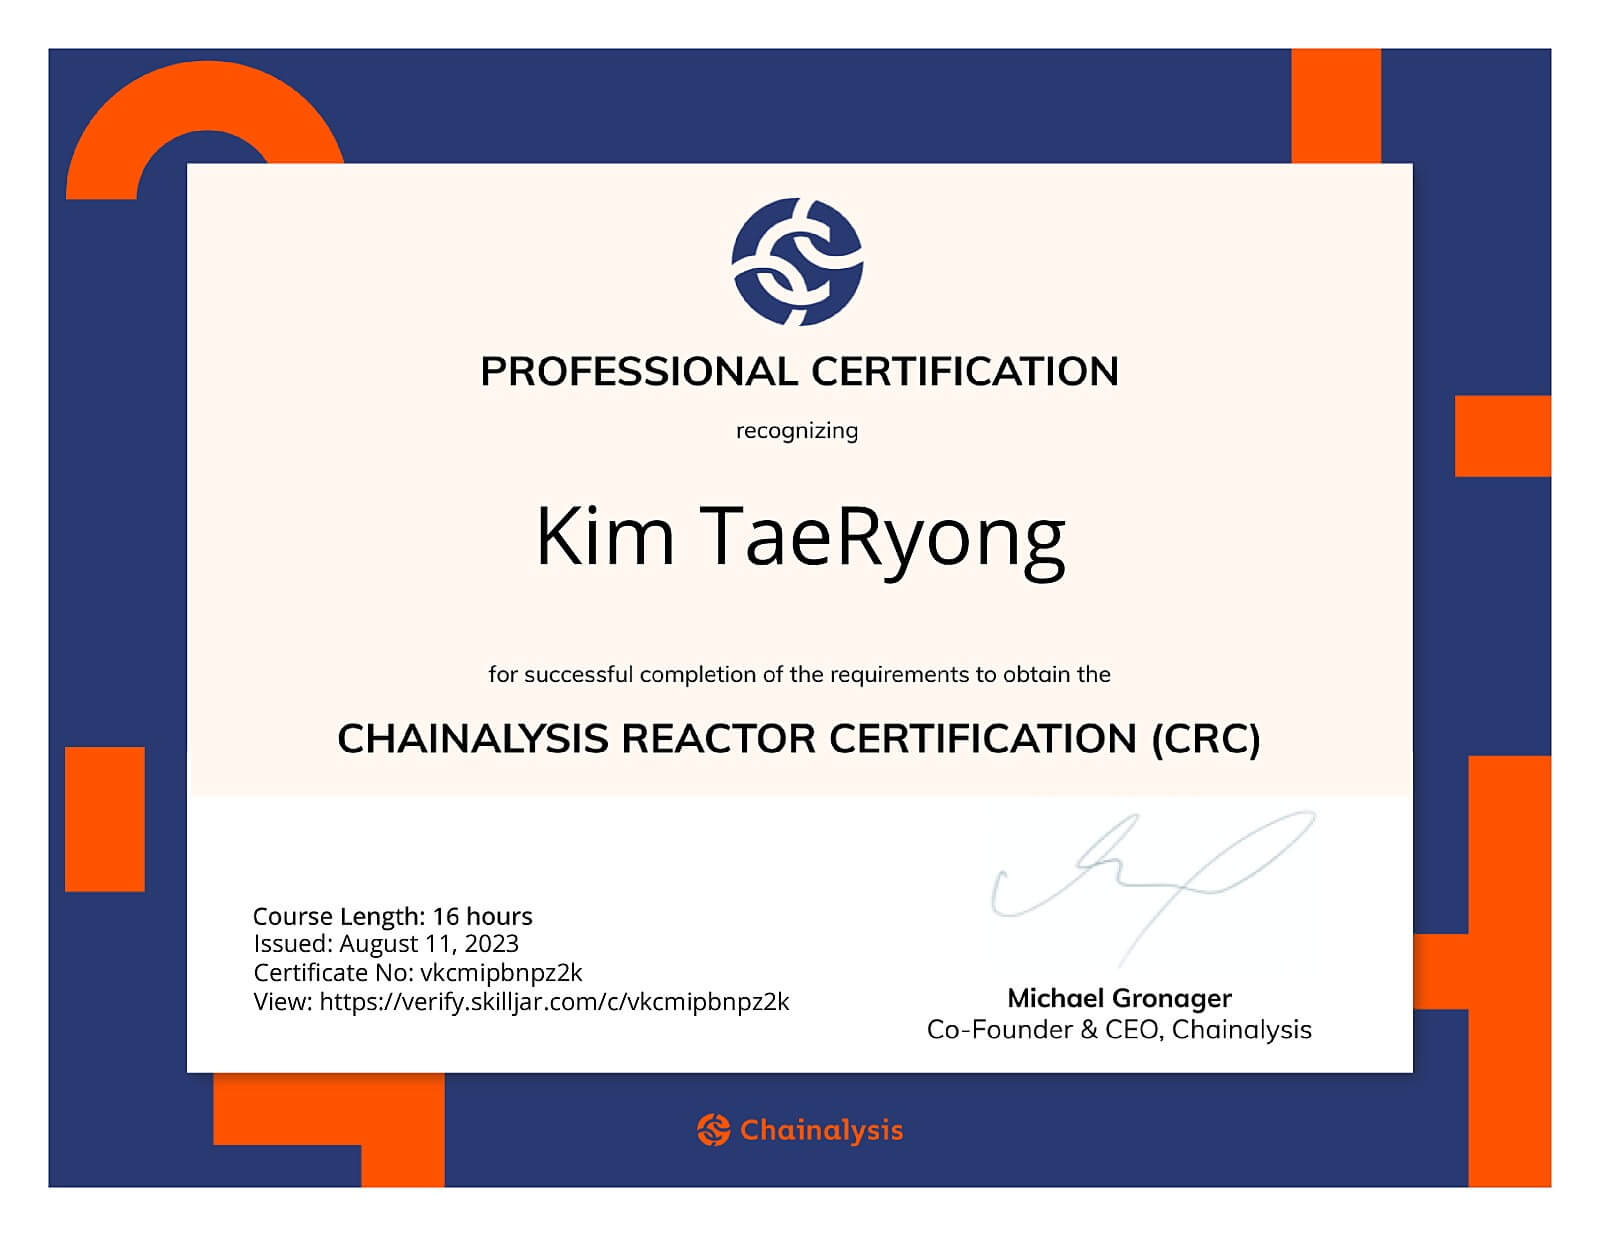 PROFESSIONAL CERTIFICATION
recognizing
Kim TaeRyong
for successful completion of the requirements to obtain the
CHAINALYSIS REACTOR CERTIFICATION (CRC)
Course Length: 16 hours
Issued: August 11, 2023
Certificate No: vkcmipbnpz2k
View: https://verify.skilljar.com/c/vkcmipbnpz2k
Michael Gronager
Co-Founder & CEO, Chainalysis
Chainalysis